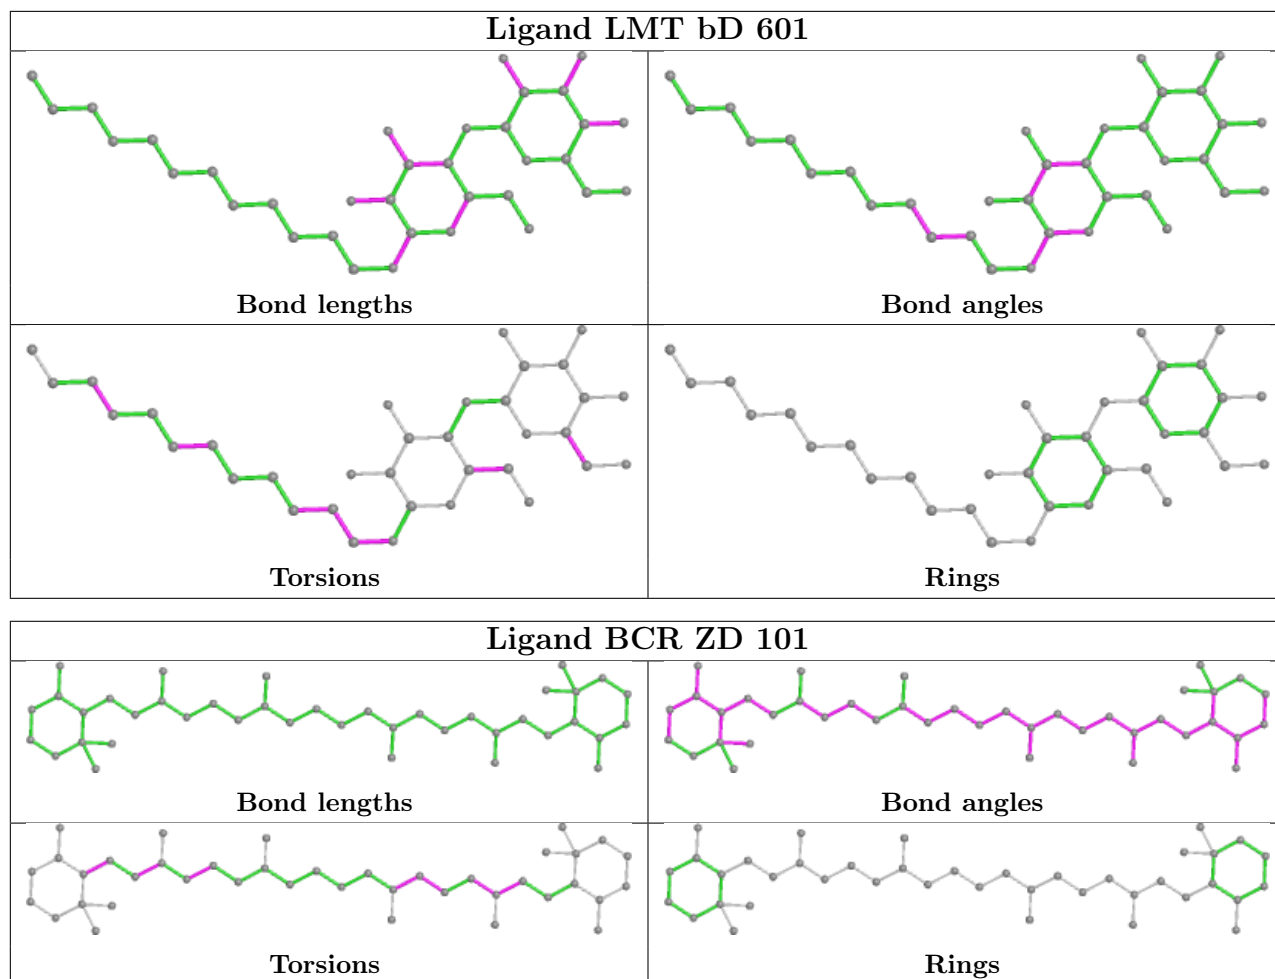 Ligand LMT bD 601
Bond lengths
Bond angles
Torsions
Rings
Ligand BCR ZD 101
Bond lengths
Bond angles
Torsions
Rings